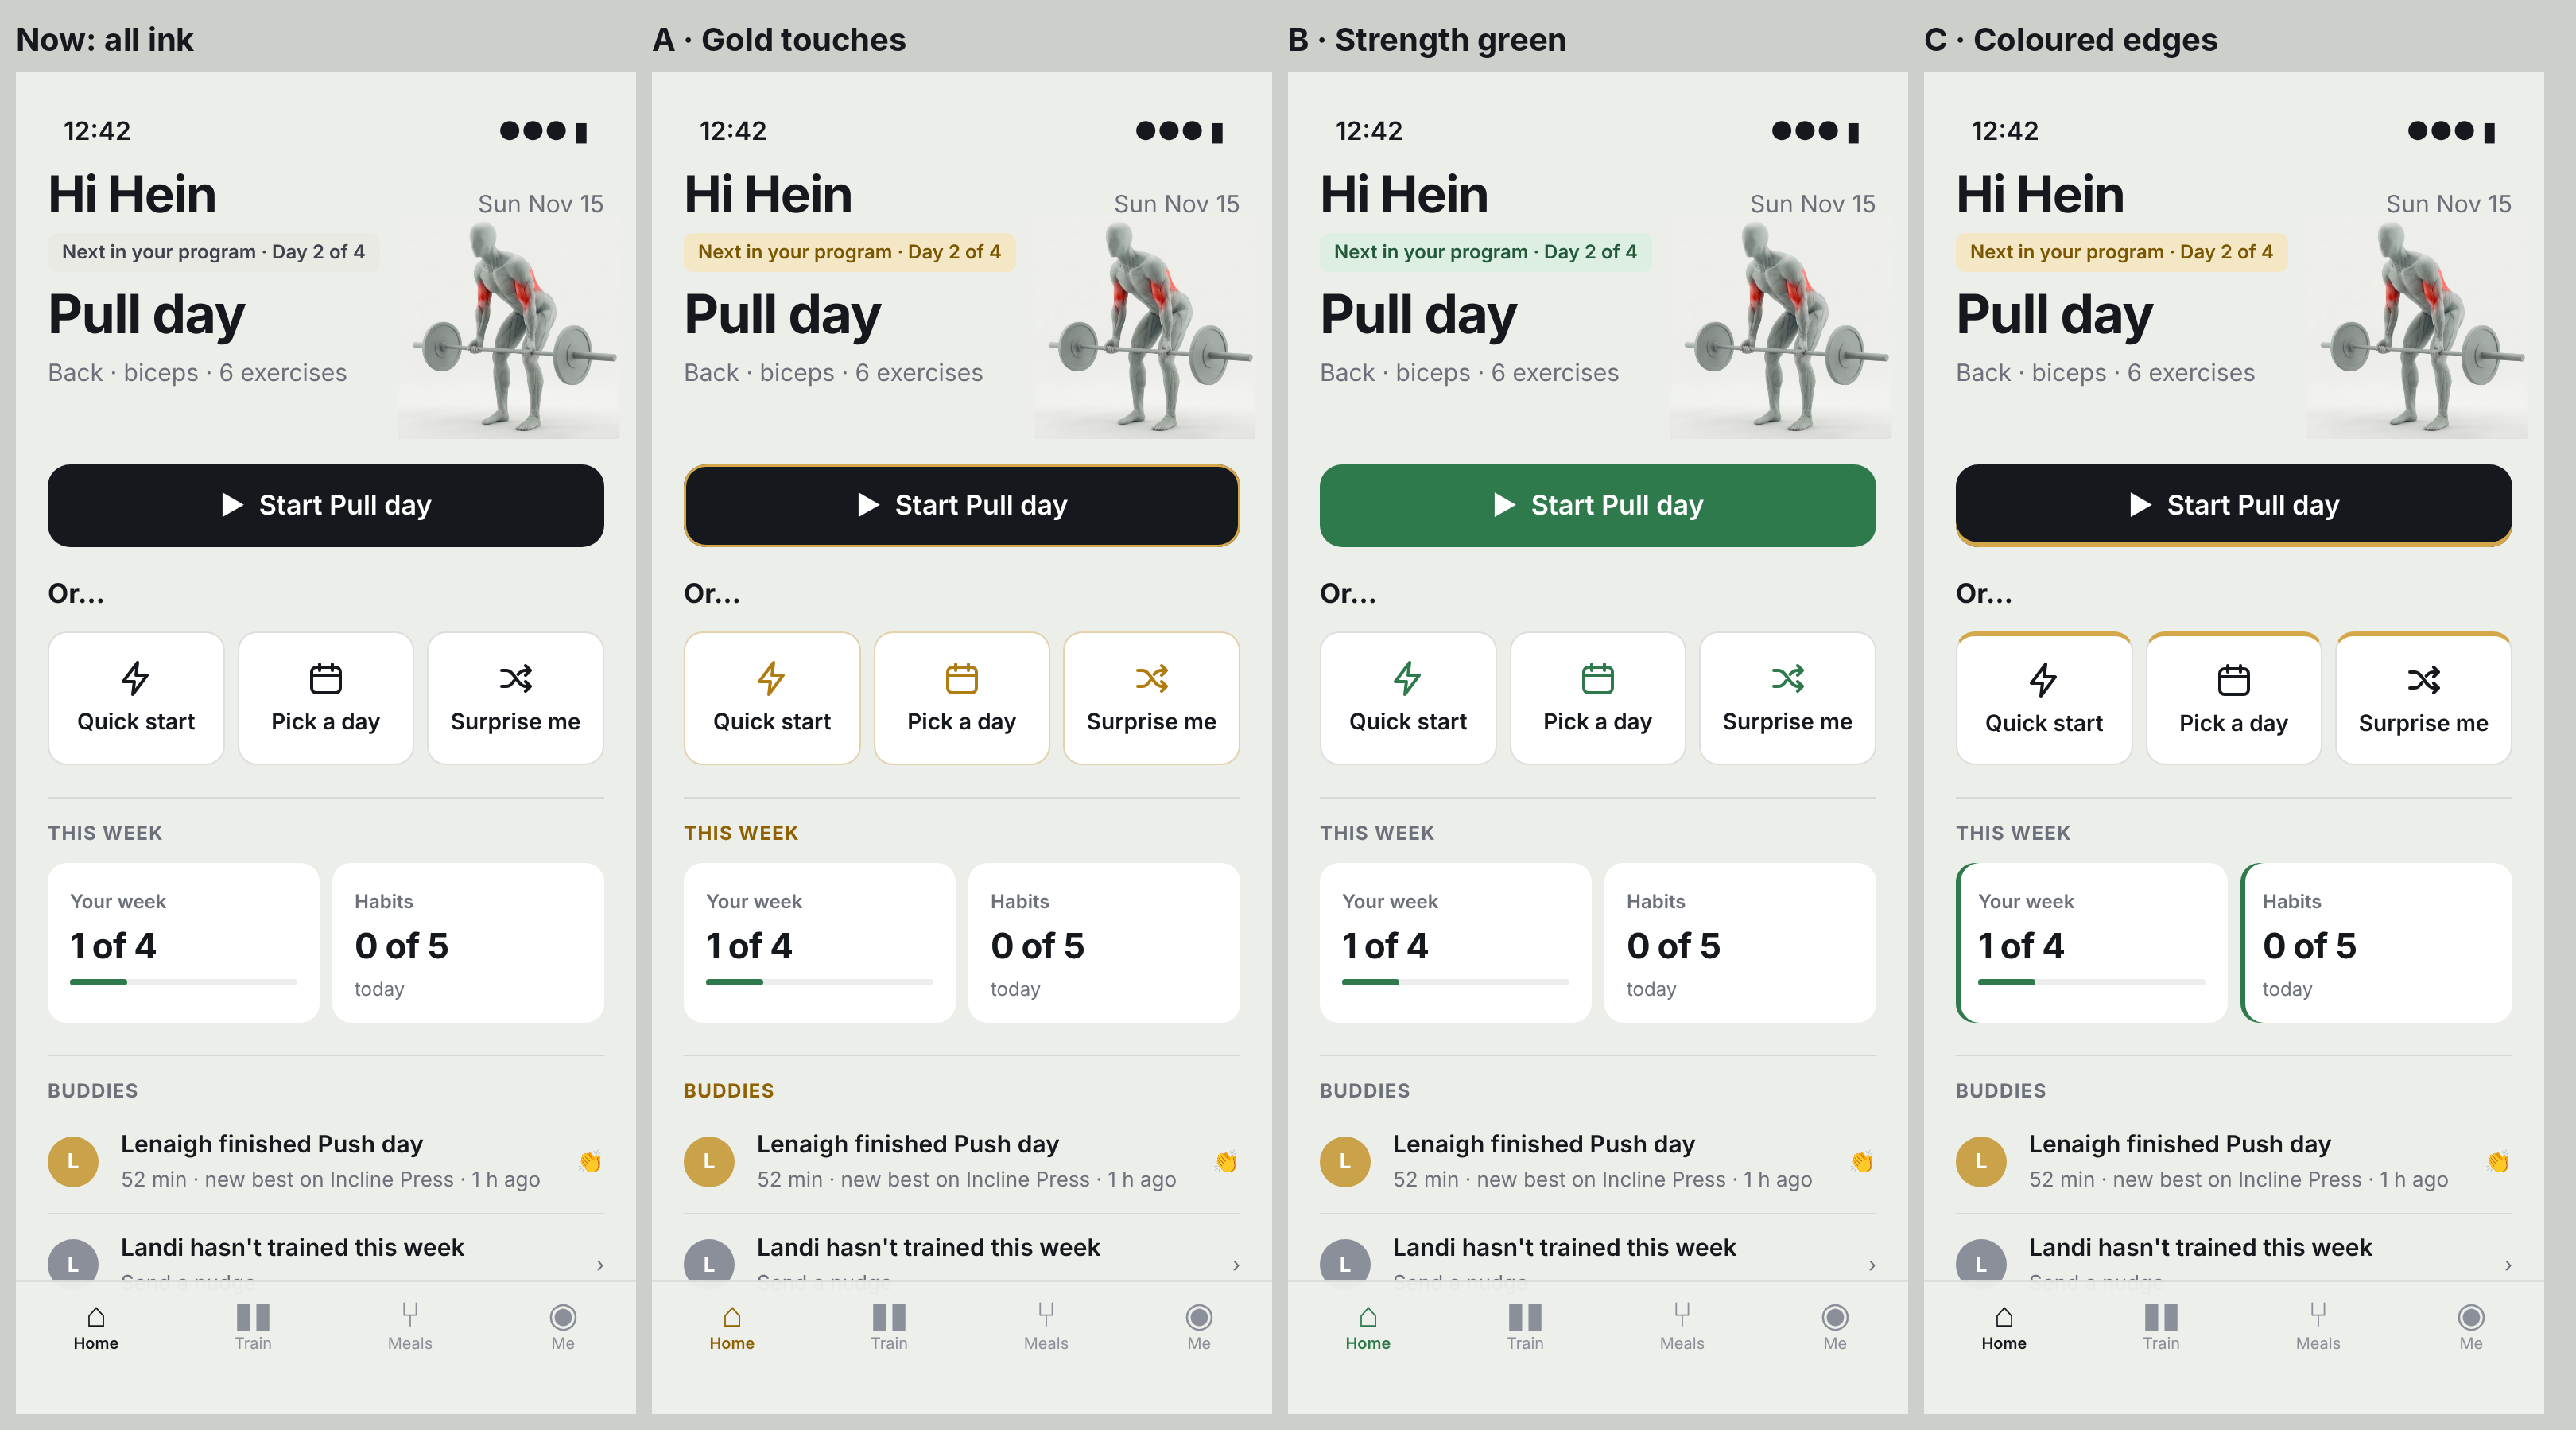 Now: all ink
12:42
Hi Hein
Sun Nov 15
Next in your program · Day 2 of 4
Pull day
Back · biceps · 6 exercises
▶ Start Pull day
Or...
Quick start
Pick a day
Surprise me
THIS WEEK
Your week
1 of 4
Habits
0 of 5
today
BUDDIES
L
Lenaigh finished Push day
52 min · new best on Incline Press · 1 h ago
L
Landi hasn't trained this week
Send a nudge
Home
Train
Meals
Me
A · Gold touches
12:42
Hi Hein
Sun Nov 15
Next in your program · Day 2 of 4
Pull day
Back · biceps · 6 exercises
▶ Start Pull day
Or...
Quick start
Pick a day
Surprise me
THIS WEEK
Your week
1 of 4
Habits
0 of 5
today
BUDDIES
L
Lenaigh finished Push day
52 min · new best on Incline Press · 1 h ago
L
Landi hasn't trained this week
Send a nudge
Home
Train
Meals
Me
B · Strength green
12:42
Hi Hein
Sun Nov 15
Next in your program · Day 2 of 4
Pull day
Back · biceps · 6 exercises
▶ Start Pull day
Or...
Quick start
Pick a day
Surprise me
THIS WEEK
Your week
1 of 4
Habits
0 of 5
today
BUDDIES
L
Lenaigh finished Push day
52 min · new best on Incline Press · 1 h ago
L
Landi hasn't trained this week
Send a nudge
Home
Train
Meals
Me
C · Coloured edges
12:42
Hi Hein
Sun Nov 15
Next in your program · Day 2 of 4
Pull day
Back · biceps · 6 exercises
▶ Start Pull day
Or...
Quick start
Pick a day
Surprise me
THIS WEEK
Your week
1 of 4
Habits
0 of 5
today
BUDDIES
L
Lenaigh finished Push day
52 min · new best on Incline Press · 1 h ago
L
Landi hasn't trained this week
Send a nudge
Home
Train
Meals
Me